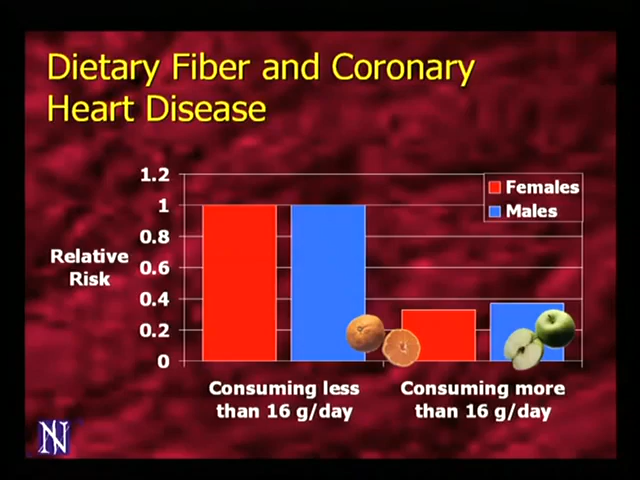 Dietary Fiber and Coronary
Heart Disease
1.2
1
0.8
0.6
0.4
0.2
0
Relative
Risk
Females
Males
Consuming less
than 16 g/day
Consuming more
than 16 g/day
N